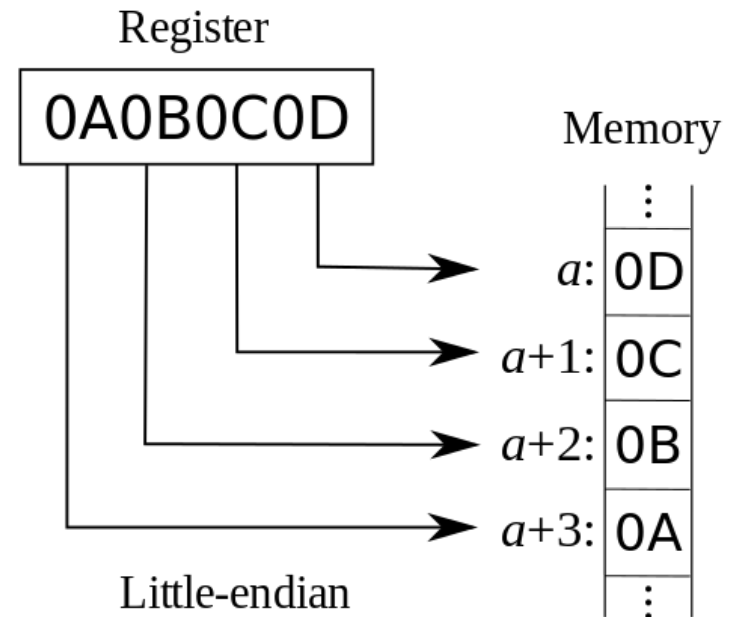 Register
0A0B0C0D
Memory
a: 0D
a+1: 0C
a+2: 0B
a+3: 0A
Little-endian